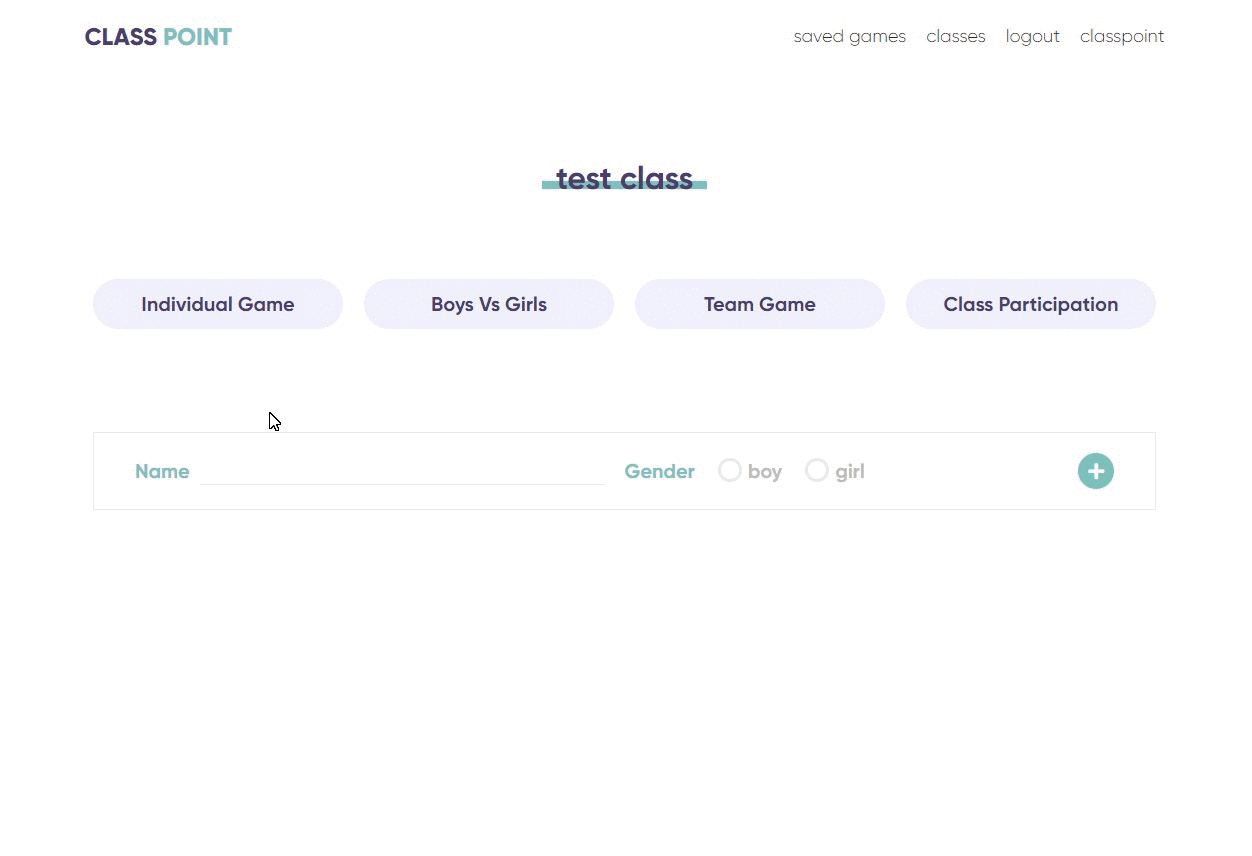 CLASS POINT saved games classes logout classpoint
test class
Individual Game Boys Vs Girls Team Game Class Participation
Name Gender boy girl